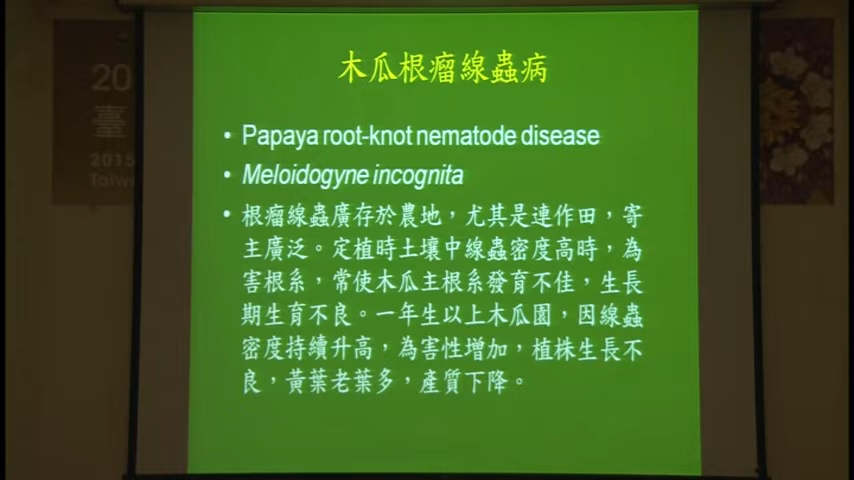 木瓜根瘤線蟲病
• Papaya root-knot nematode disease
• Meloidogyne incognita
• 根瘤線蟲廣存於農地，尤其是連作田，寄
主廣泛。定植時土壤中線蟲密度高時，為
害根系，常使木瓜主根系發育不佳，生長
期生育不良。一年生以上木瓜園，因線蟲
密度持續升高，為害性增加，植株生長不
良，黃葉老葉多，產質下降。
20
臺
2015
Taiw